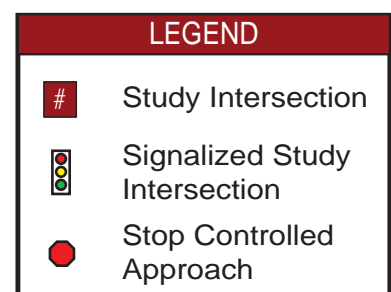 LEGEND
# Study Intersection
Signalized Study
Intersection
Stop Controlled
Approach